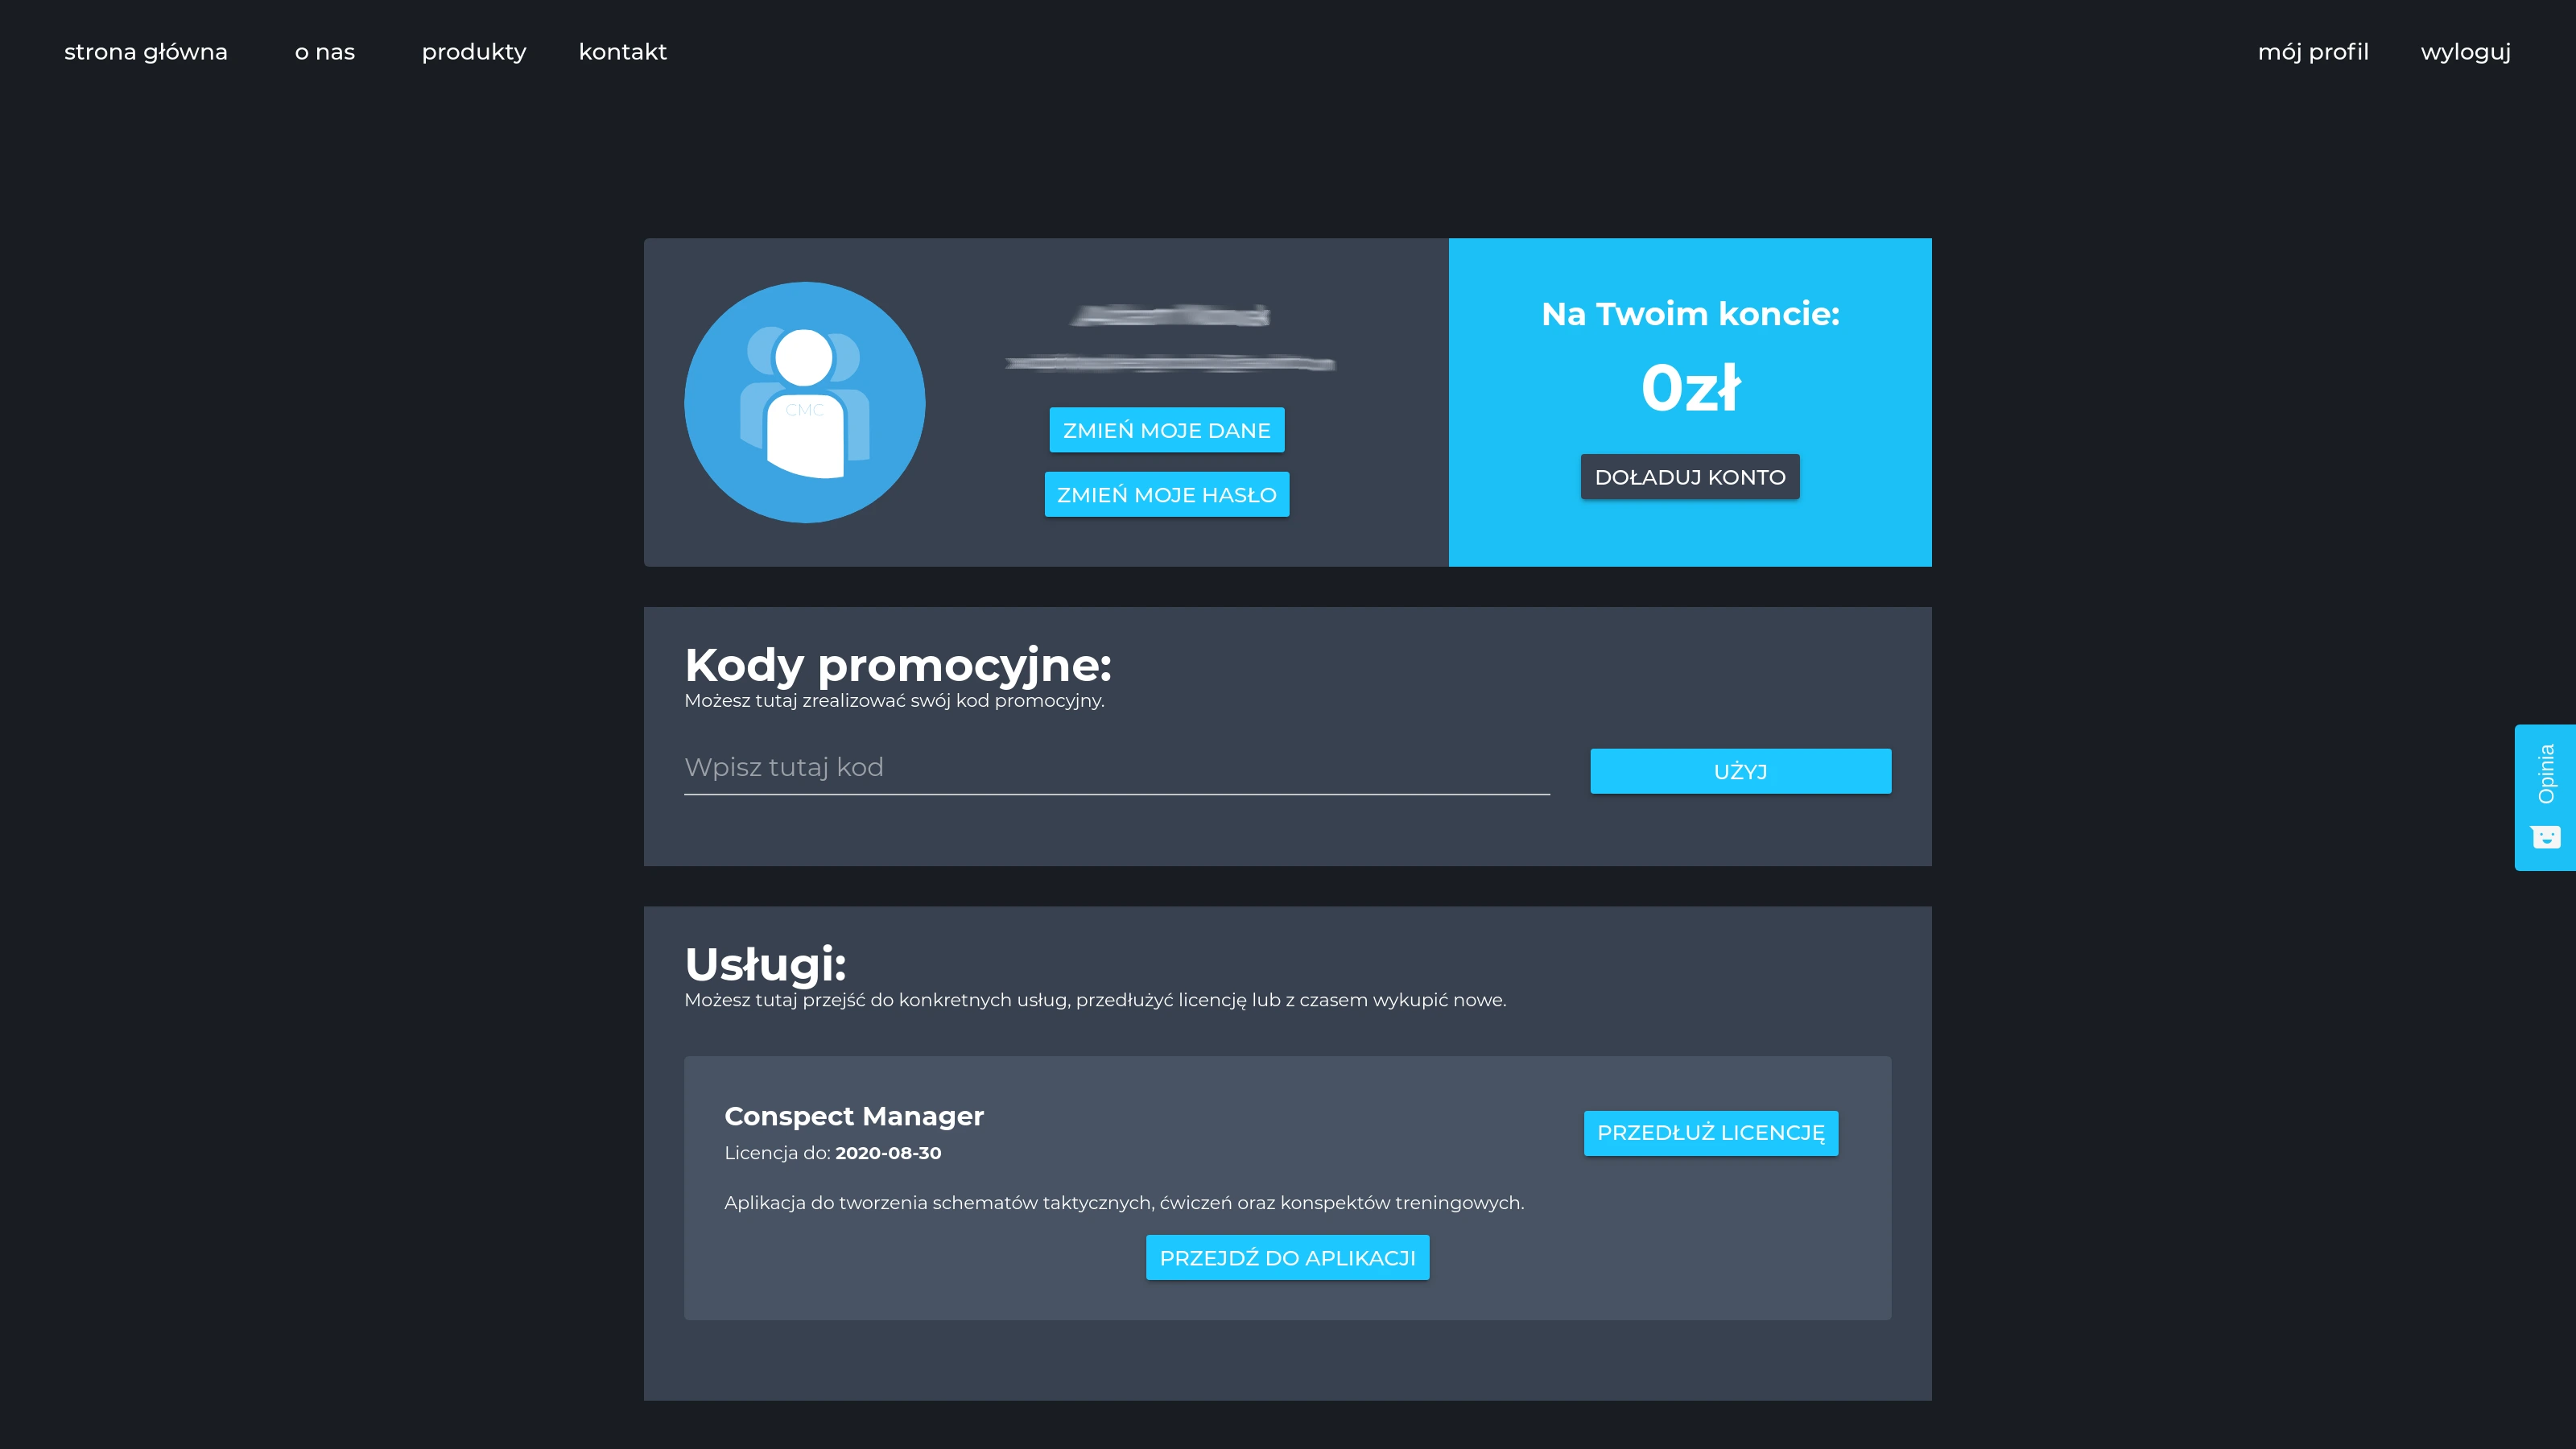 strona główna o nas produkty kontakt mój profil wyloguj
Na Twoim koncie:
0zł
CMC
ZMIEŃ MOJE DANE
DOŁADUJ KONTO
ZMIEŃ MOJE HASŁO
Kody promocyjne:
Możesz tutaj zrealizować swój kod promocyjny.
Wpisz tutaj kod
UŻYJ
Opinia
Usługi:
Możesz tutaj przejść do konkretnych usług, przedłużyć licencję lub z czasem wykupić nowe.
Conspect Manager
PRZEDŁUŻ LICENCJĘ
Licencja do: 2020-08-30
Aplikacja do tworzenia schematów taktycznych, ćwiczeń oraz konspektów treningowych.
PRZEJDŹ DO APLIKACJI